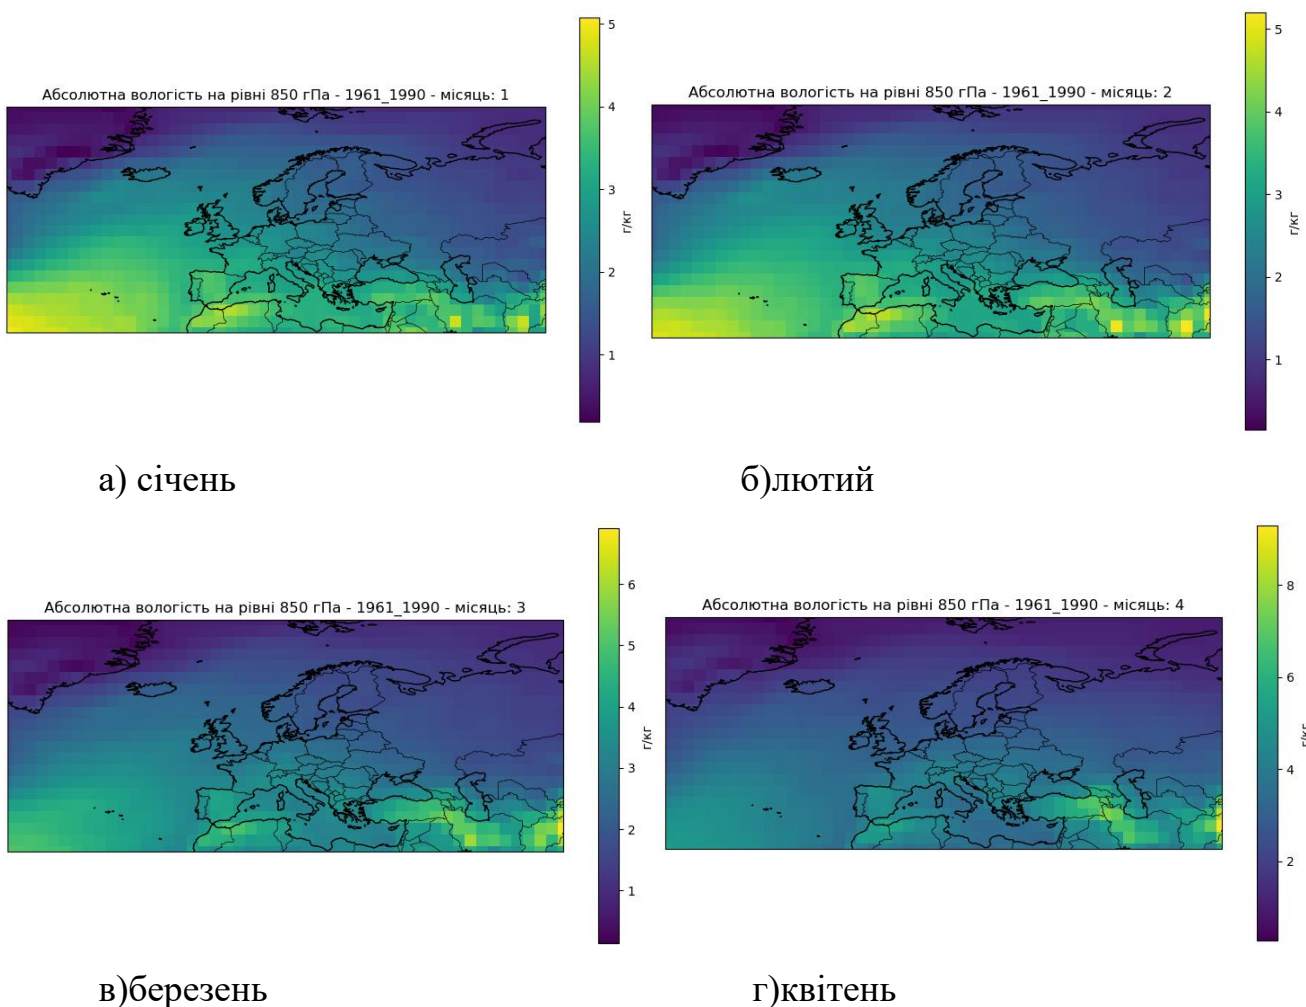 Абсолютна вологість на рівні 850 гПа - 1961_1990 - місяць: 1
5
4
3
2
1
г/кг
Абсолютна вологість на рівні 850 гПа - 1961_1990 - місяць: 2
5
4
3
2
1
г/кг
а) січень
б)лютий
Абсолютна вологість на рівні 850 гПа - 1961_1990 - місяць: 3
6
5
4
3
2
1
г/кг
Абсолютна вологість на рівні 850 гПа - 1961_1990 - місяць: 4
8
6
4
2
г/кг
в)березень
г)квітень